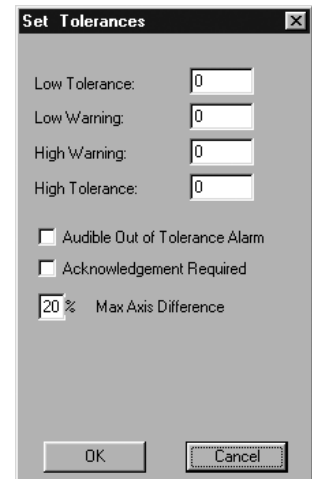 Set Tolerances
Low Tolerance: 0
Low Warning: 0
High Warning: 0
High Tolerance: 0
Audible Out of Tolerance Alarm
Acknowledgement Required
20 % Max Axis Difference
OK Cancel